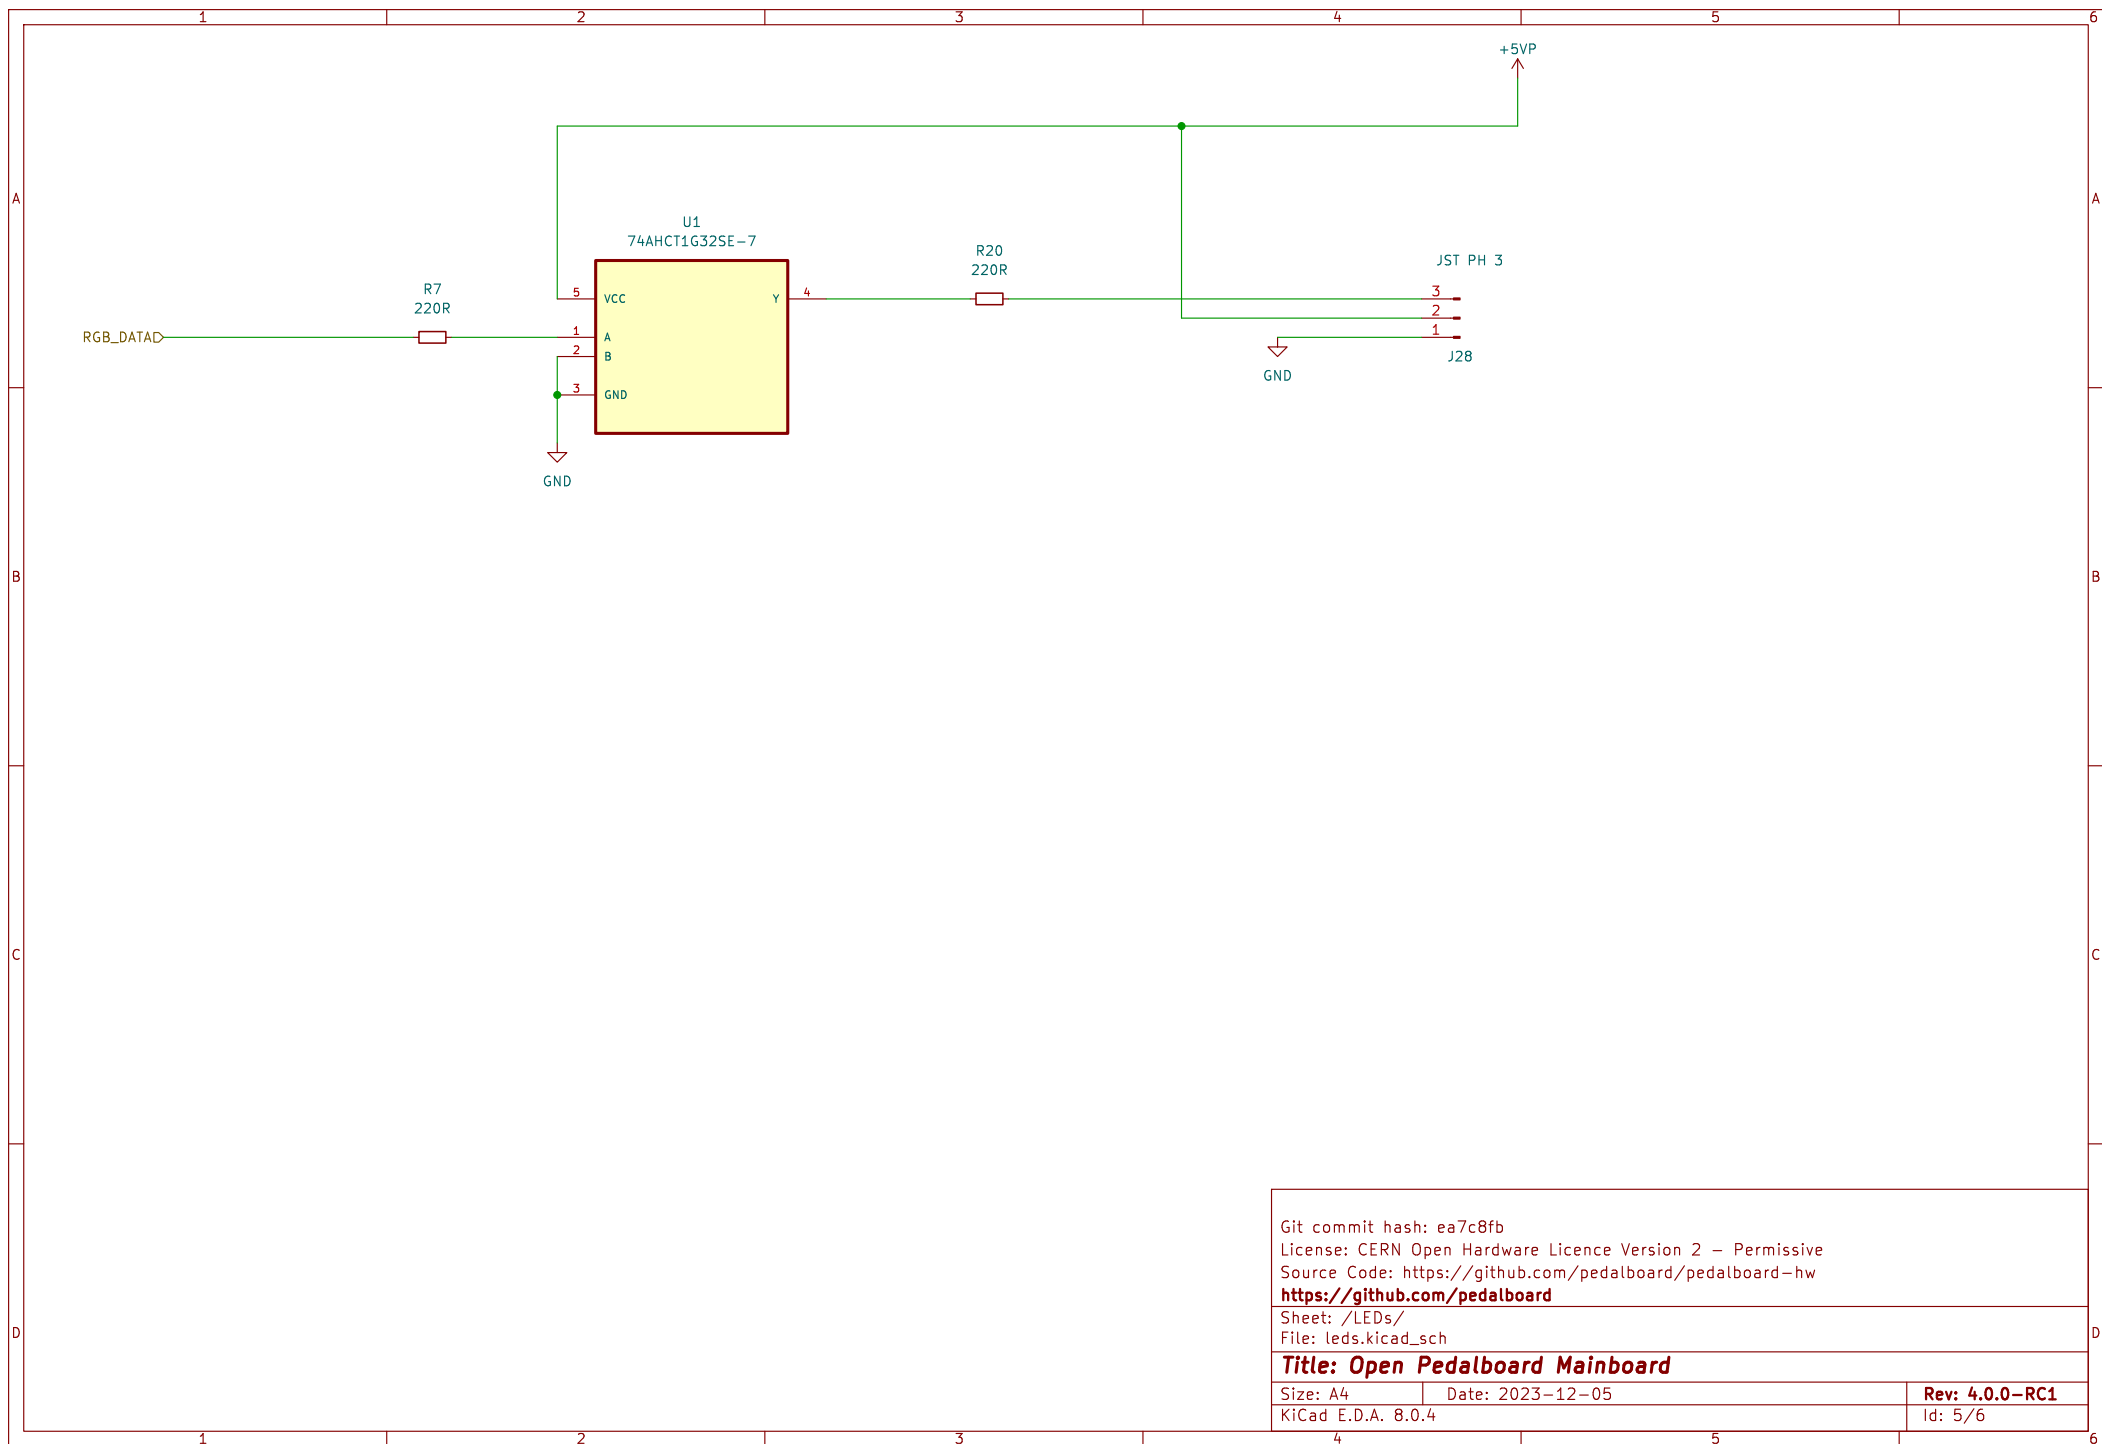 1 2 3 4 5 6
+5VP
A A
U1
74AHCT1G32SE-7
R20
220R
JST PH 3
R7
220R
5 VCC Y 4
3
2
RGB_DATA
1 A
1
2 B
J28
GND
3 GND
GND
B B
C C
Git commit hash: ea7c8fb
License: CERN Open Hardware Licence Version 2 - Permissive
Source Code: https://github.com/pedalboard/pedalboard-hw
https://github.com/pedalboard
Sheet: /LEDs/
D D
File: leds.kicad_sch
Title: Open Pedalboard Mainboard
Size: A4 Date: 2023-12-05 Rev: 4.0.0-RC1
KiCad E.D.A. 8.0.4 Id: 5/6
1 2 3 4 5 6